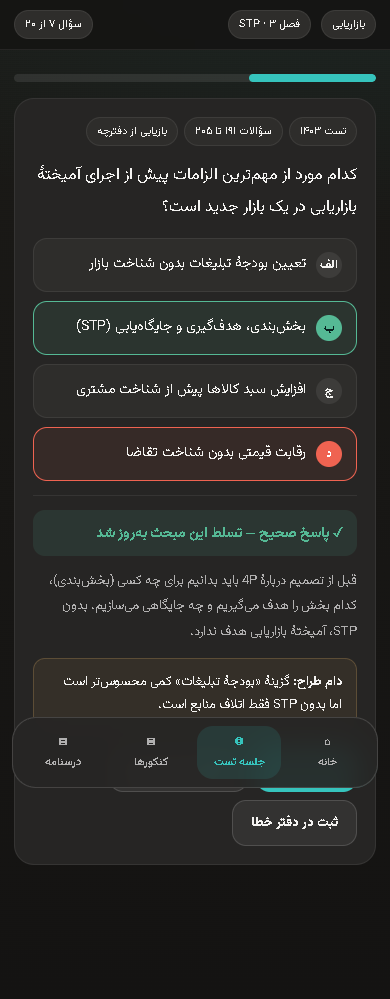 بازاریابی
فصل ۳ · STP
سؤال ۷ از ۲۰
تست ۱۴۰۳
سؤالات ۱۹۱ تا ۲۰۵
بازیابی از دفترچه
کدام مورد از مهم‌ترین الزامات پیش از اجرای آمیختهٔ
بازاریابی در یک بازار جدید است؟
الف تعیین بودجهٔ تبلیغات بدون شناخت بازار
ب بخش‌بندی، هدف‌گیری و جایگاه‌یابی (STP)
ج افزایش سبد کالاها پیش از شناخت مشتری
د رقابت قیمتی بدون شناخت تقاضا
✓ پاسخ صحیح — تسلط این مبحث به‌روز شد
قبل از تصمیم دربارهٔ 4P باید بدانیم برای چه کسی (بخش‌بندی)،
کدام بخش را هدف می‌گیریم و چه جایگاهی می‌سازیم. بدون
STP، آمیختهٔ بازاریابی هدف ندارد.
دام طراح: گزینهٔ «بودجهٔ تبلیغات» کمی محسوس‌تر است
اما بدون STP فقط اتلاف منابع است.
خانه
جلسه تست
کنکورها
درسنامه
ثبت در دفتر خطا